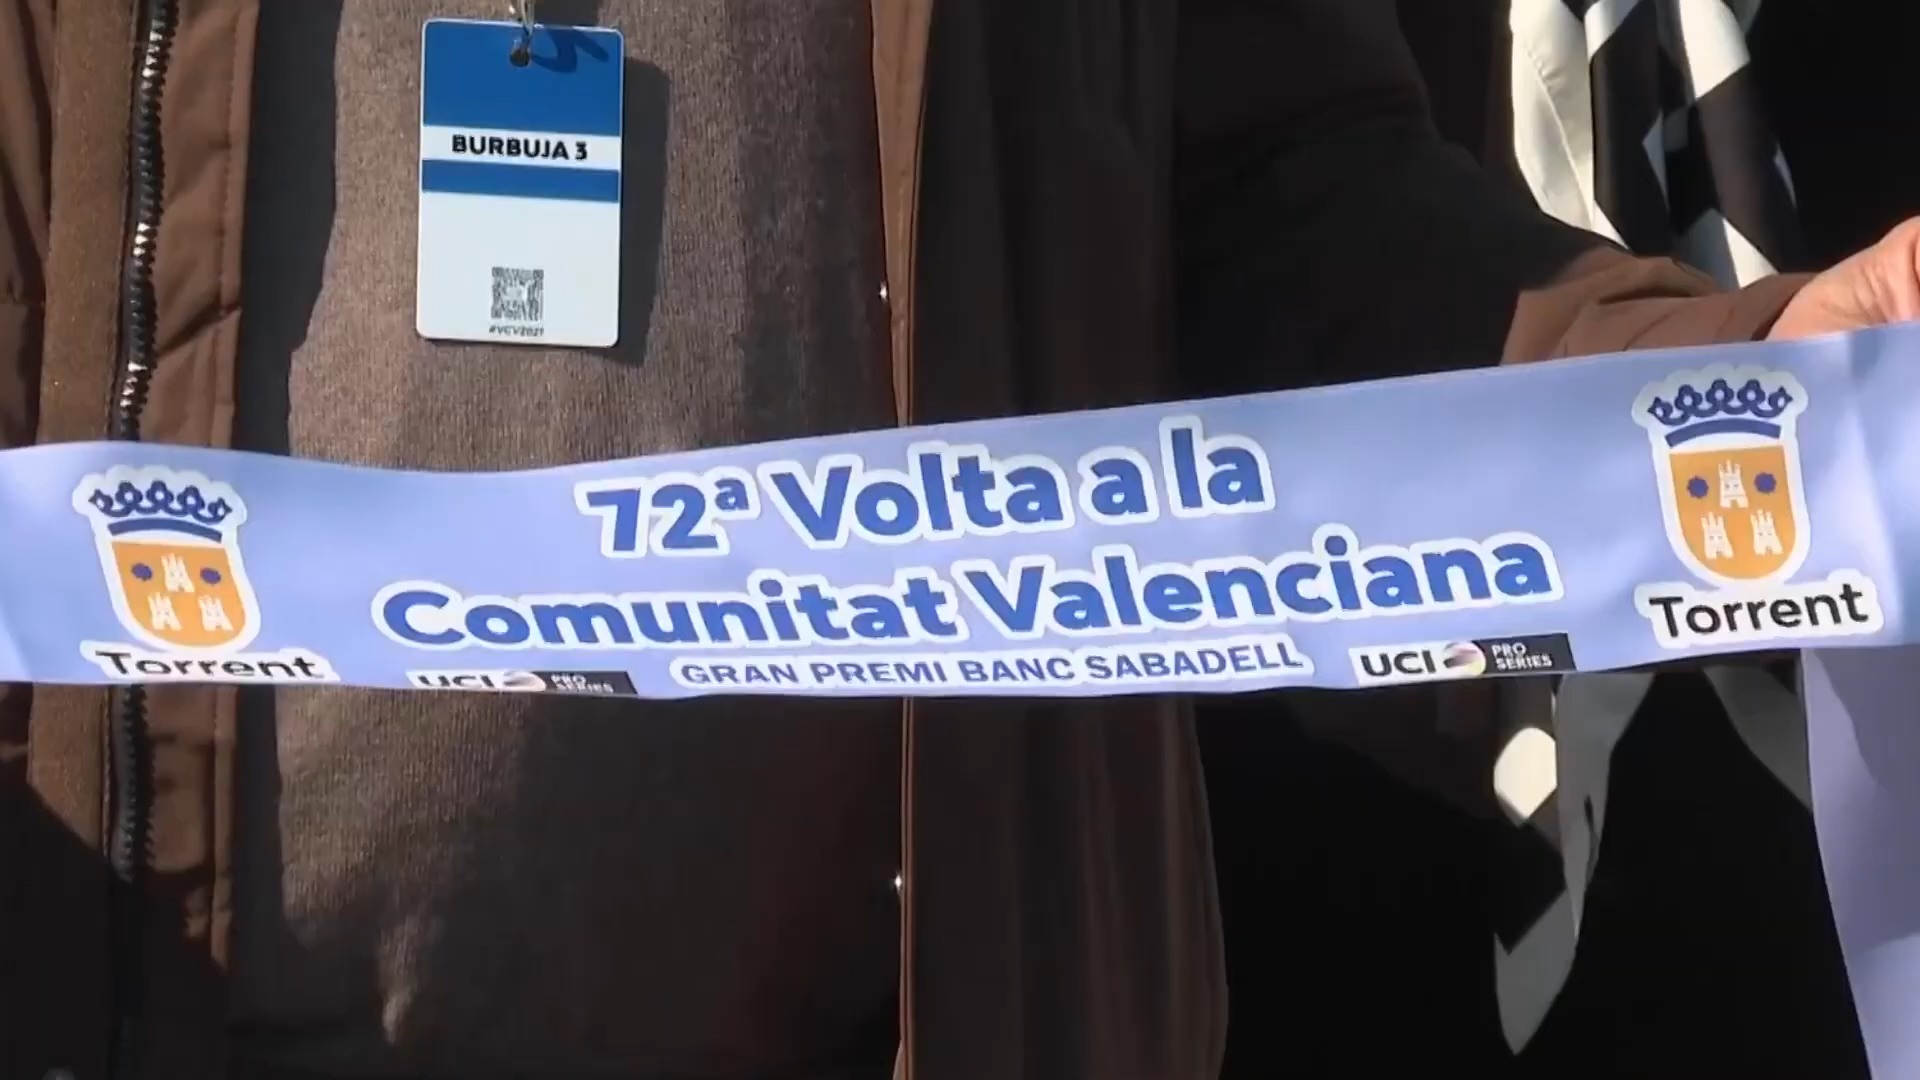 BURBUJA 3
#VCV2021
72ª Volta a la
Comunitat Valenciana
GRAN PREMI BANC SABADELL
Torrent
UCI PRO SERIES
UCI PRO SERIES
Torrent